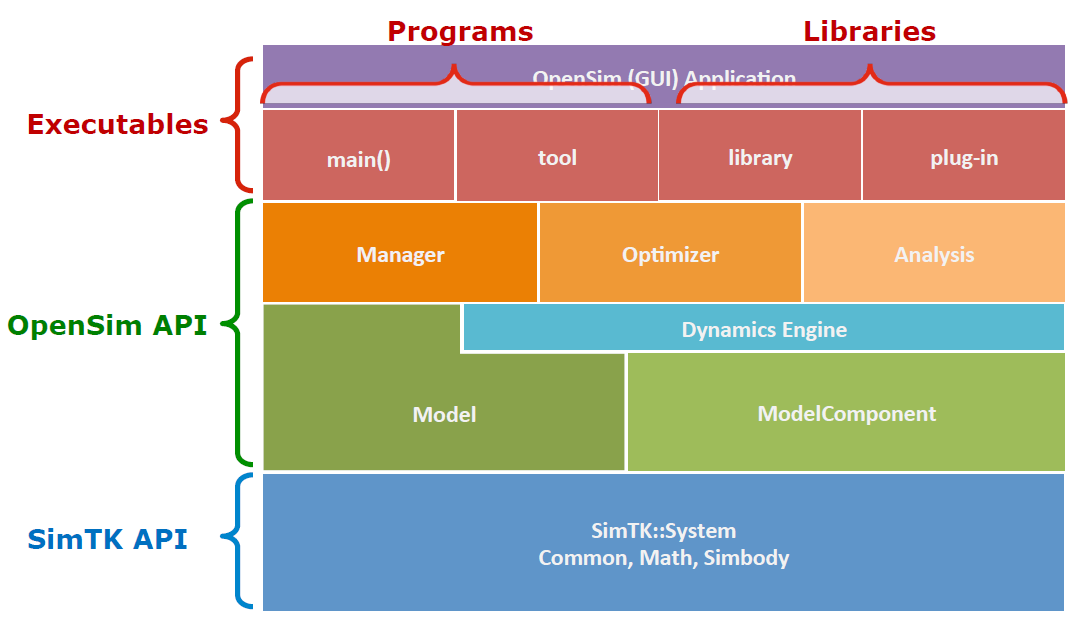 Programs
Libraries
OpenSim (GUI) Application
Executables
main()
tool
library
plug-in
Manager
Optimizer
Analysis
OpenSim API
Dynamics Engine
Model
ModelComponent
SimTK API
SimTK::System
Common, Math, Simbody